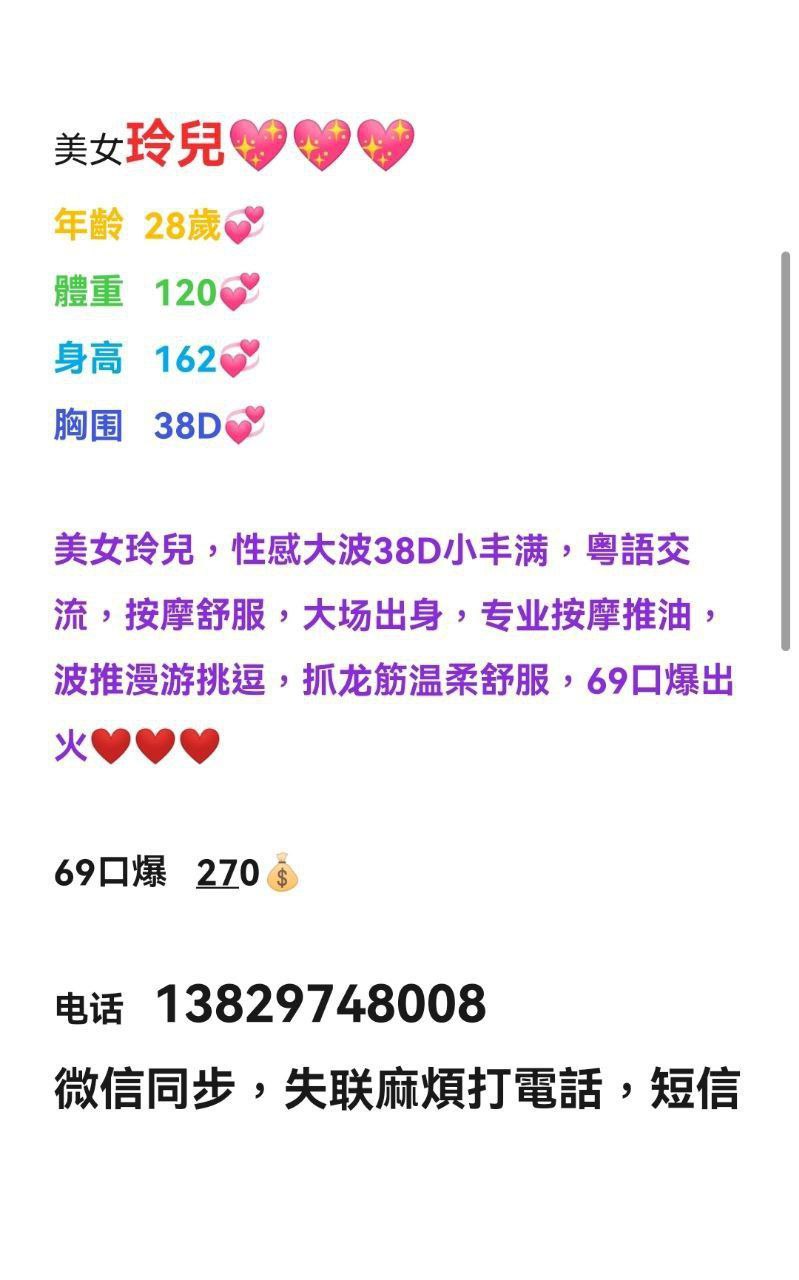 美女玲兒💖💖💖
年齡 28歲💞
體重 120💞
身高 162💞
胸围 38D💞
美女玲兒，性感大波38D小丰满，粵語交
流，按摩舒服，大场出身，专业按摩推油，
波推漫游挑逗，抓龙筋温柔舒服，69口爆出
火❤️❤️❤️
69口爆 270💰
电话 13829748008
微信同步，失联麻煩打電話，短信